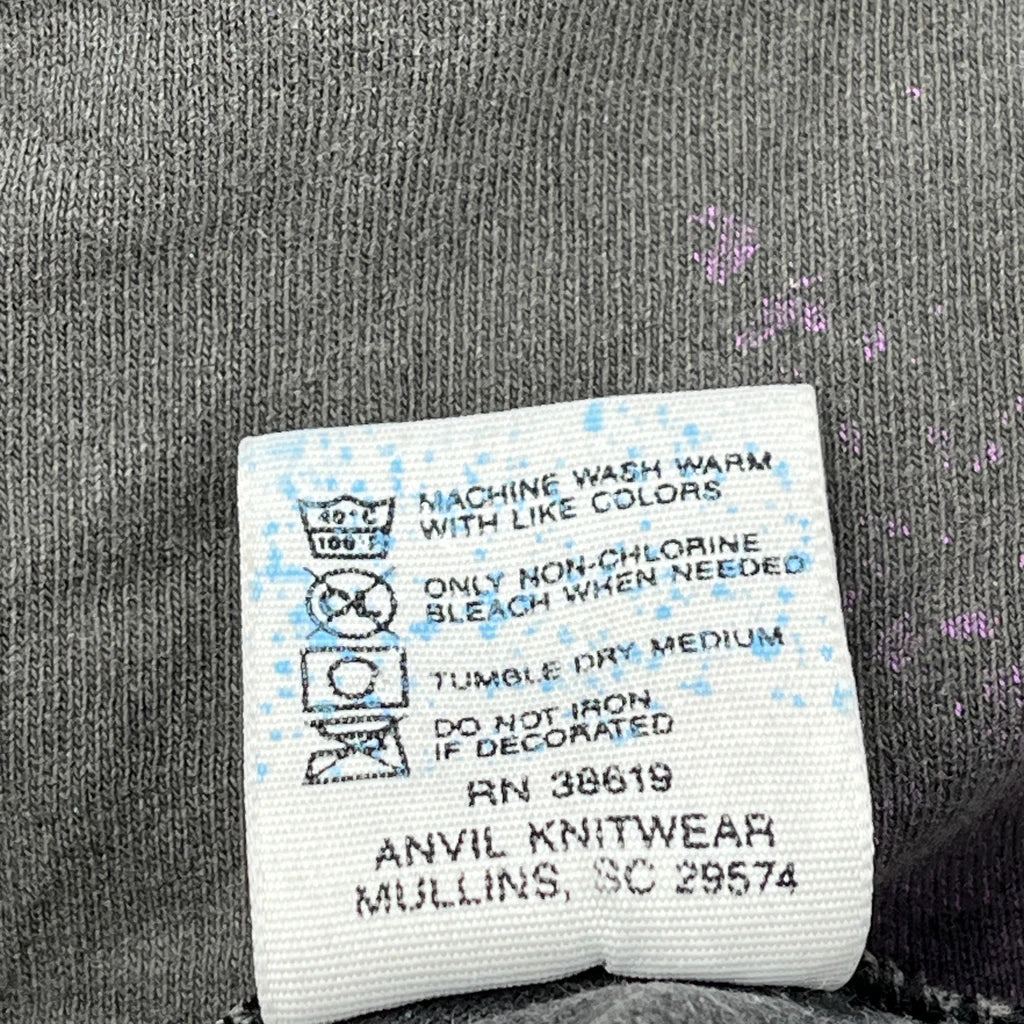 40°C
100°F
MACHINE WASH WARM
WITH LIKE COLORS
ONLY NON-CHLORINE
BLEACH WHEN NEEDED
TUMBLE DRY MEDIUM
DO NOT IRON
IF DECORATED
RN 38619
ANVIL KNITWEAR
MULLINS, SC 29574